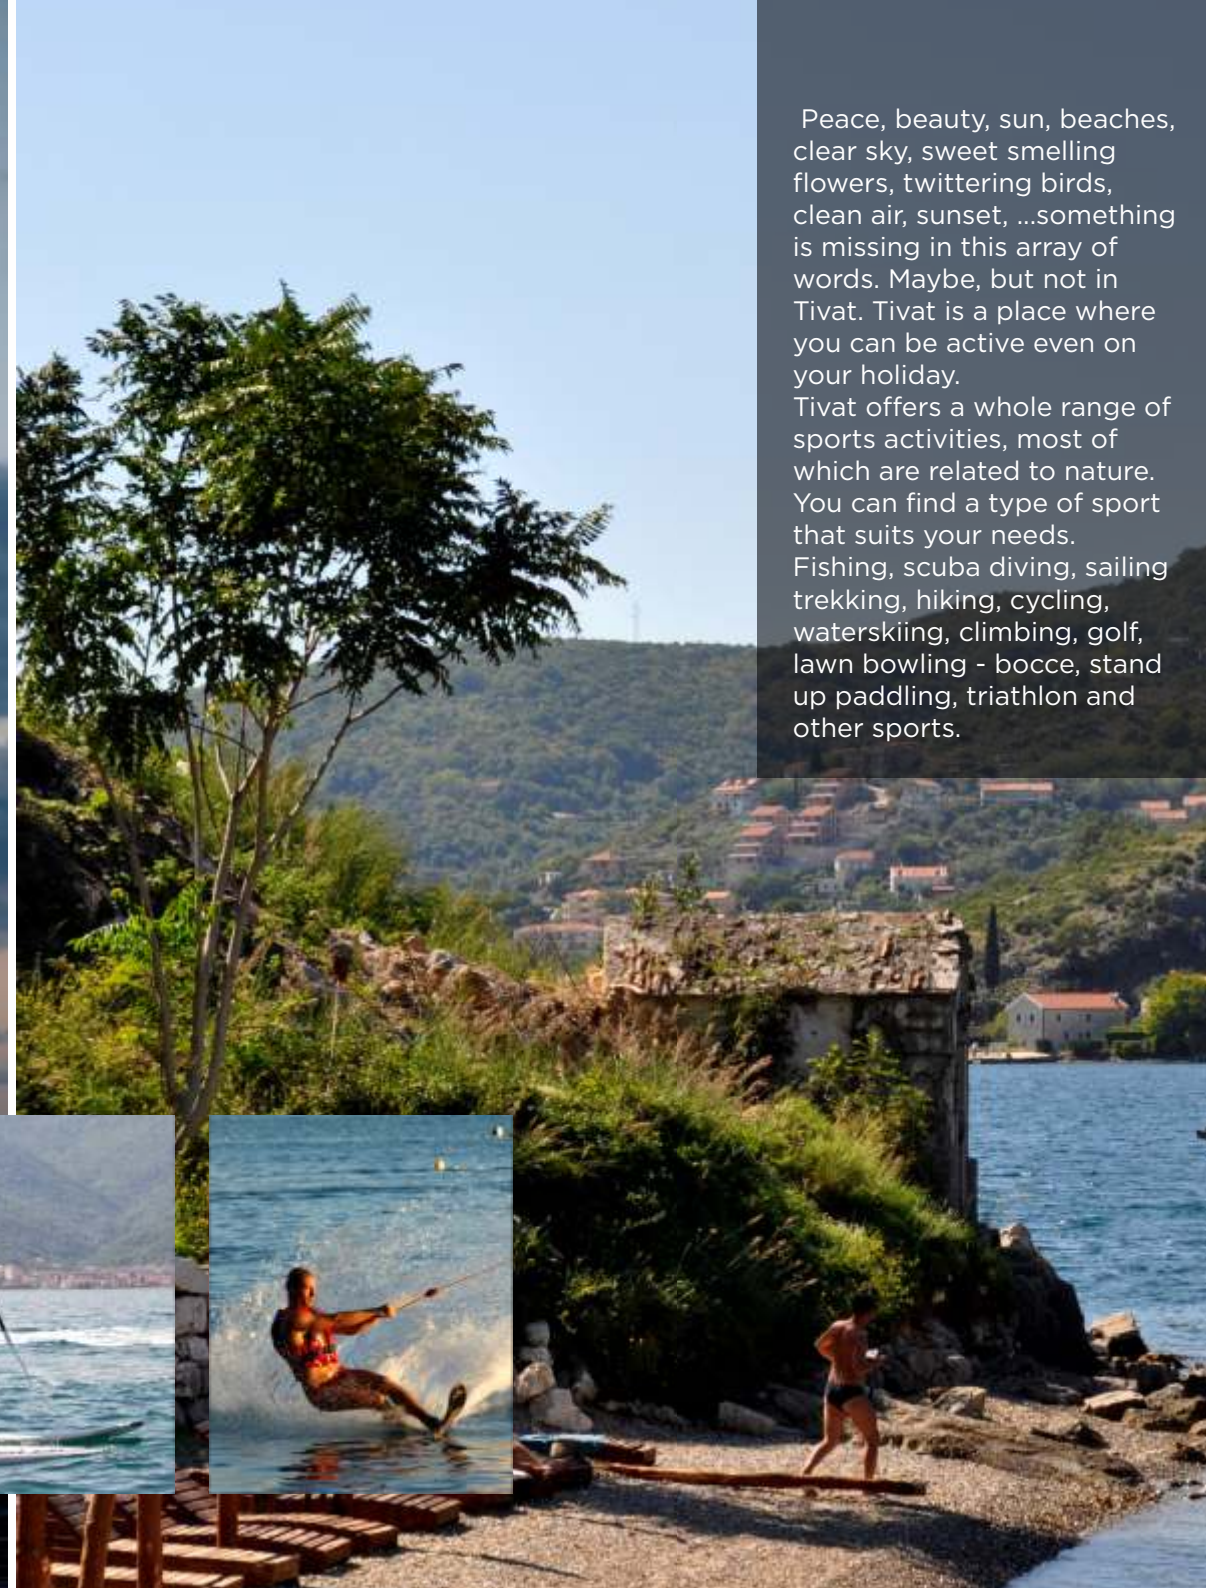 Peace, beauty, sun, beaches,
clear sky, sweet smelling
flowers, twittering birds,
clean air, sunset, ...something
is missing in this array of
words. Maybe, but not in
Tivat. Tivat is a place where
you can be active even on
your holiday.
Tivat offers a whole range of
sports activities, most of
which are related to nature.
You can find a type of sport
that suits your needs.
Fishing, scuba diving, sailing
trekking, hiking, cycling,
waterskiing, climbing, golf,
lawn bowling - bocce, stand
up paddling, triathlon and
other sports.